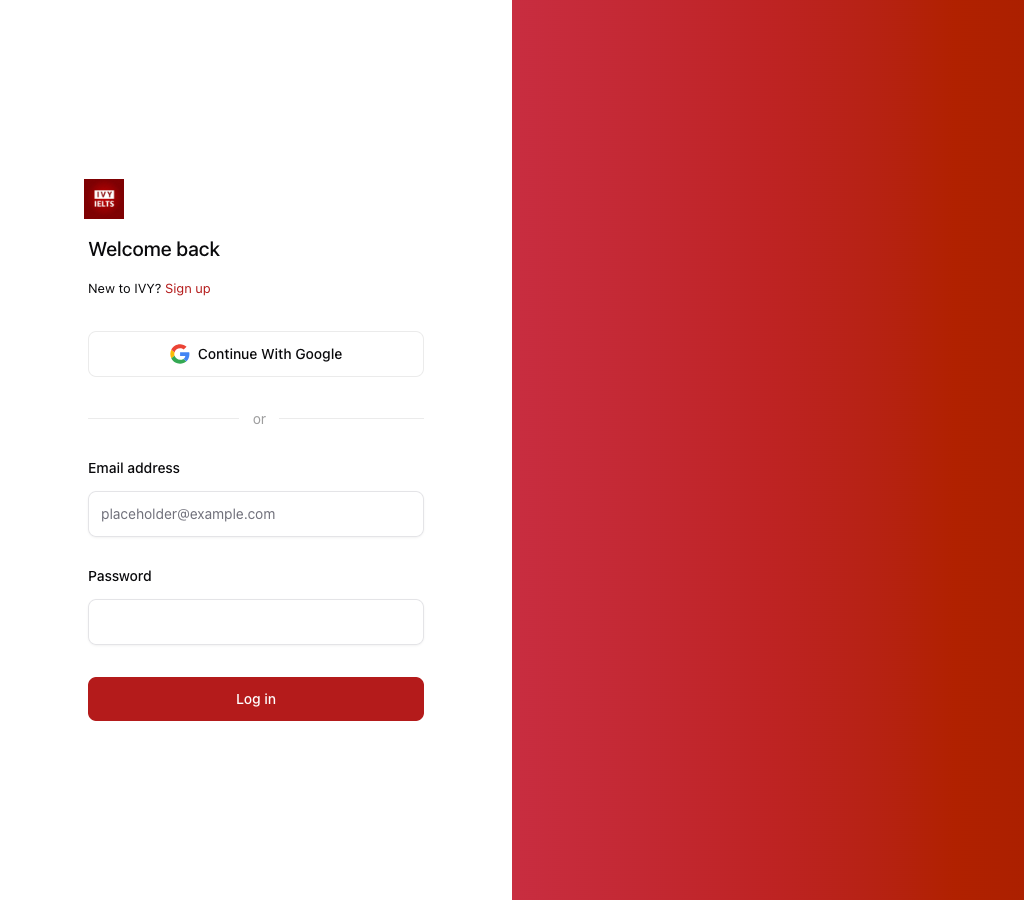 IVY
IELTS
Welcome back
New to IVY? Sign up
Continue With Google
or
Email address
placeholder@example.com
Password
Log in